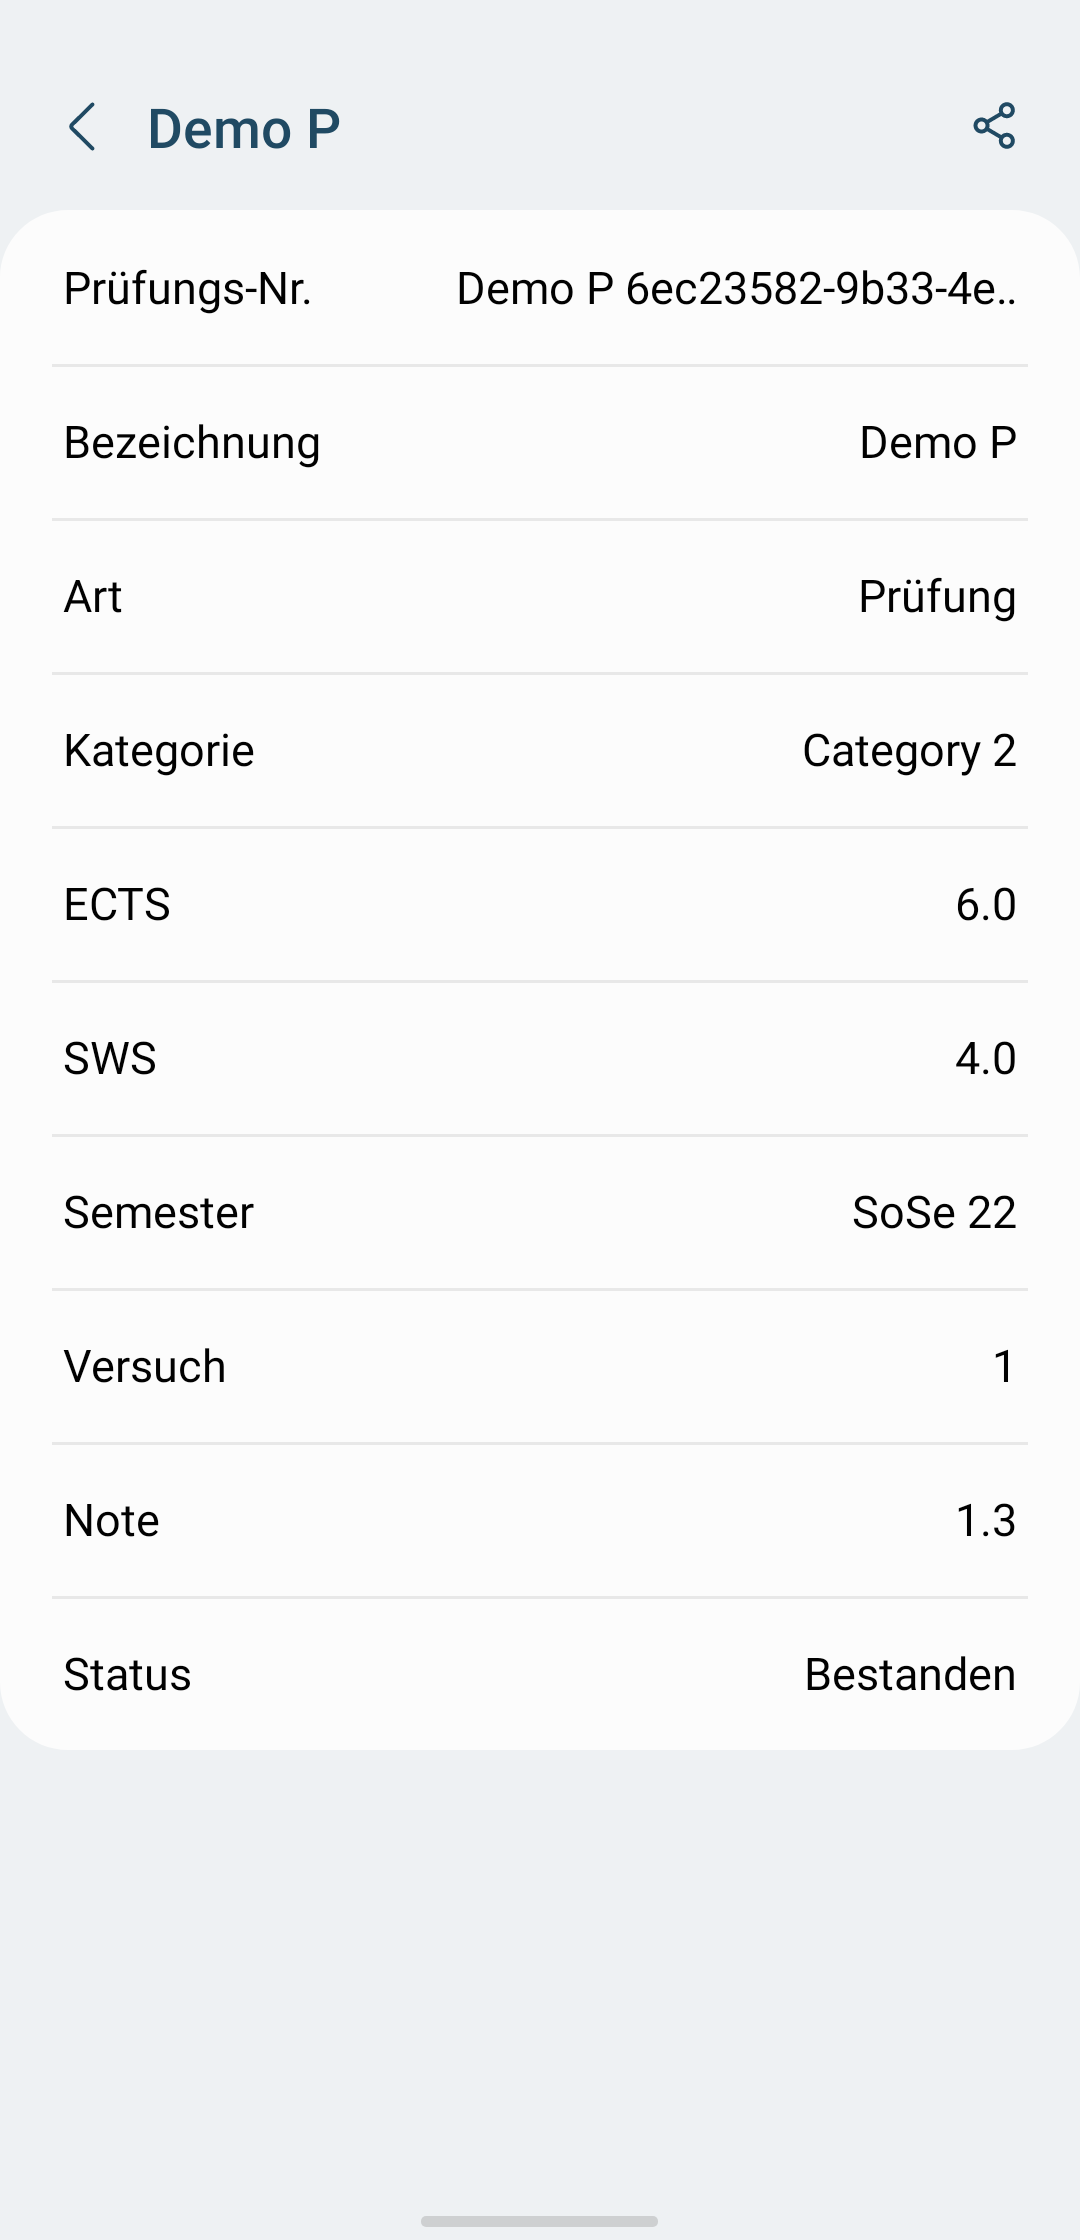 Demo P
Prüfungs-Nr. Demo P 6ec23582-9b33-4e..
Bezeichnung Demo P
Art Prüfung
Kategorie Category 2
ECTS 6.0
SWS 4.0
Semester SoSe 22
Versuch 1
Note 1.3
Status Bestanden